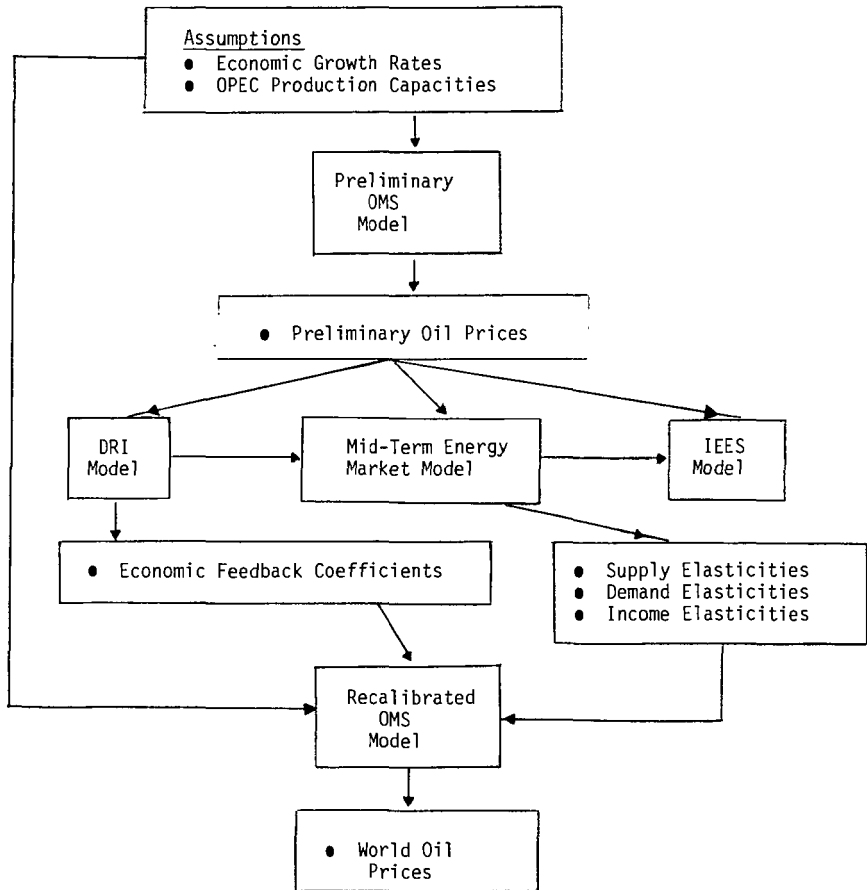 Assumptions
● Economic Growth Rates
● OPEC Production Capacities
Preliminary
OMS
Model
● Preliminary Oil Prices
DRI
Model
Mid-Term Energy
Market Model
IEES
Model
● Economic Feedback Coefficients
● Supply Elasticities
● Demand Elasticities
● Income Elasticities
Recalibrated
OMS
Model
● World Oil
Prices